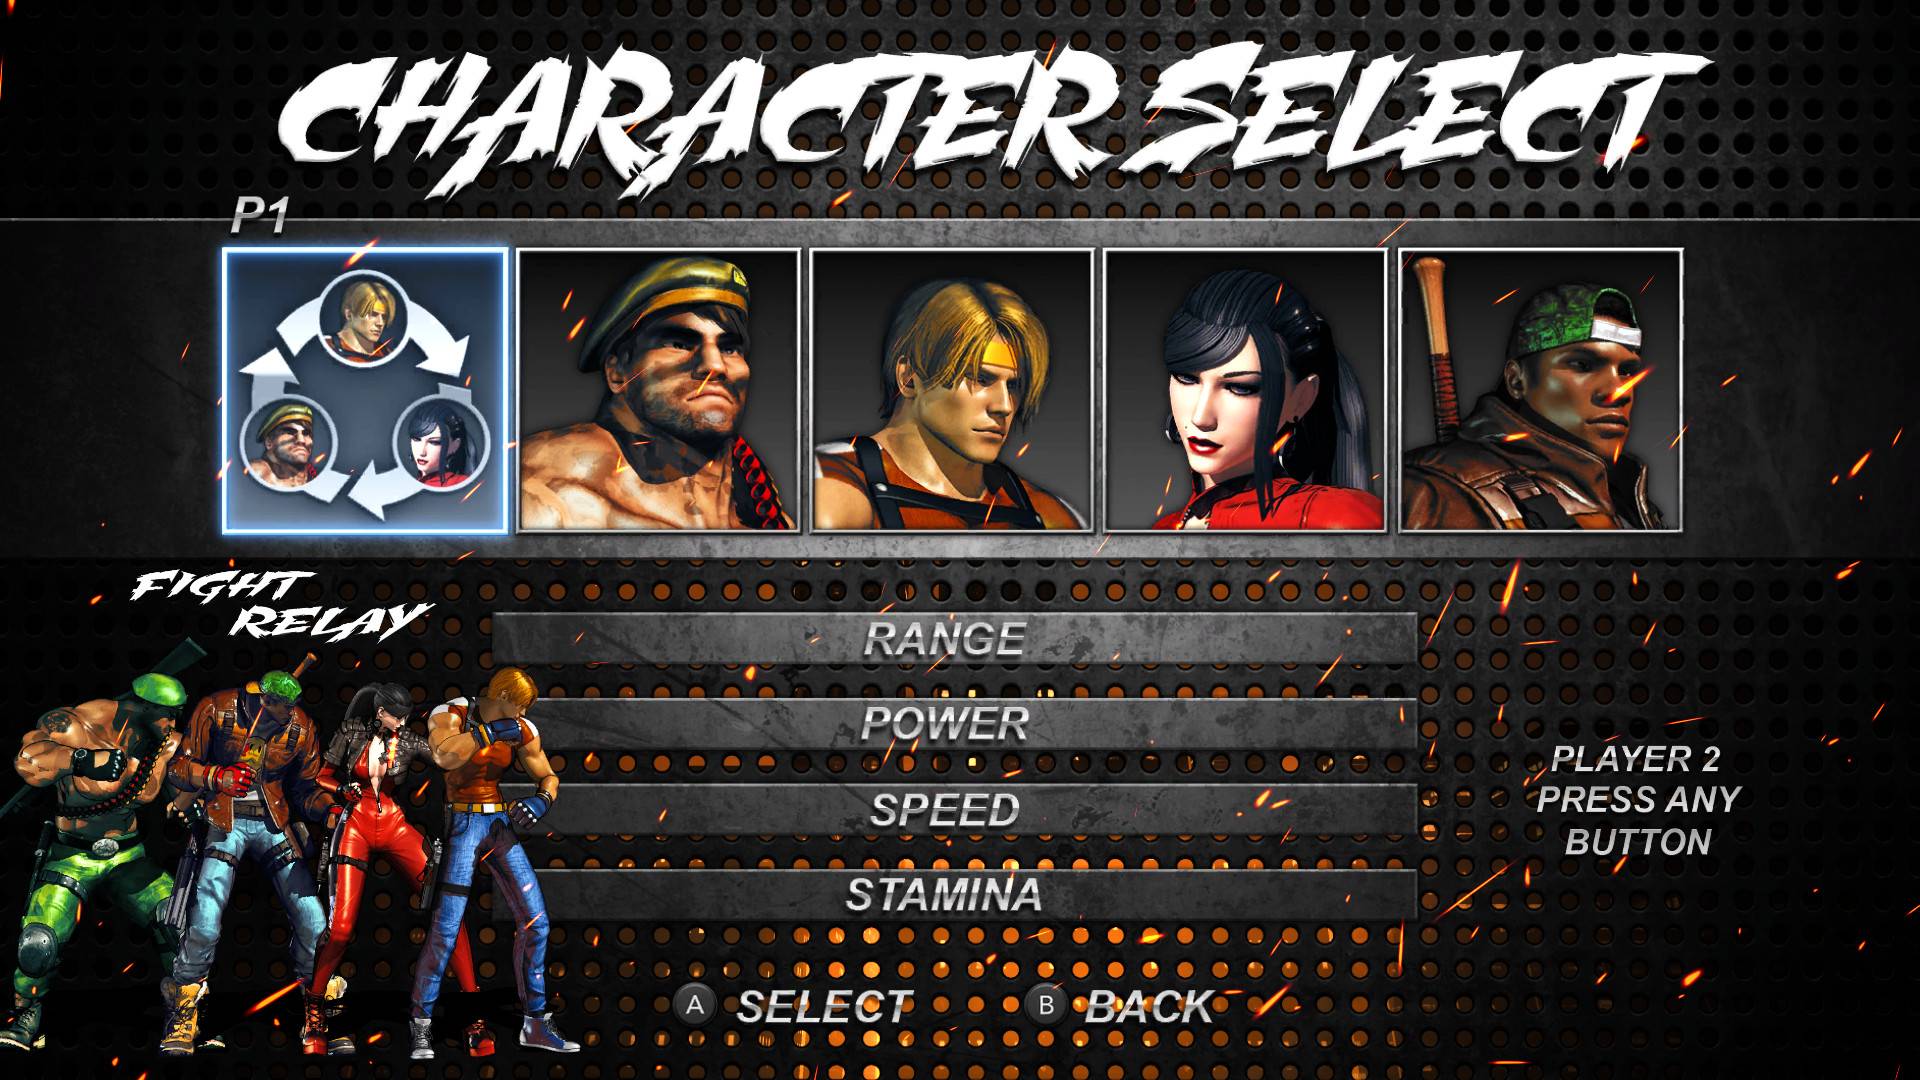 CHARACTER SELECT
P1
FIGHT
RELAY
RANGE
POWER
SPEED
STAMINA
PLAYER 2
PRESS ANY
BUTTON
A SELECT
B BACK